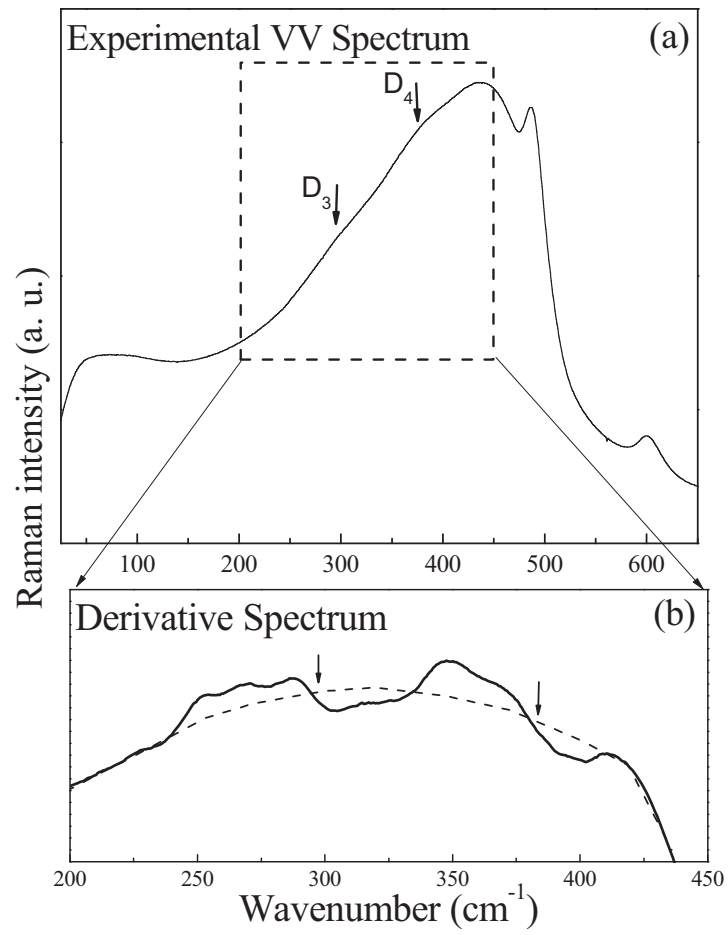 Experimental VV Spectrum
(a)
D₄
D₃
Raman intensity (a. u.)
100 200 300 400 500 600
Derivative Spectrum
(b)
200 250 300 350 400 450
Wavenumber (cm⁻¹)